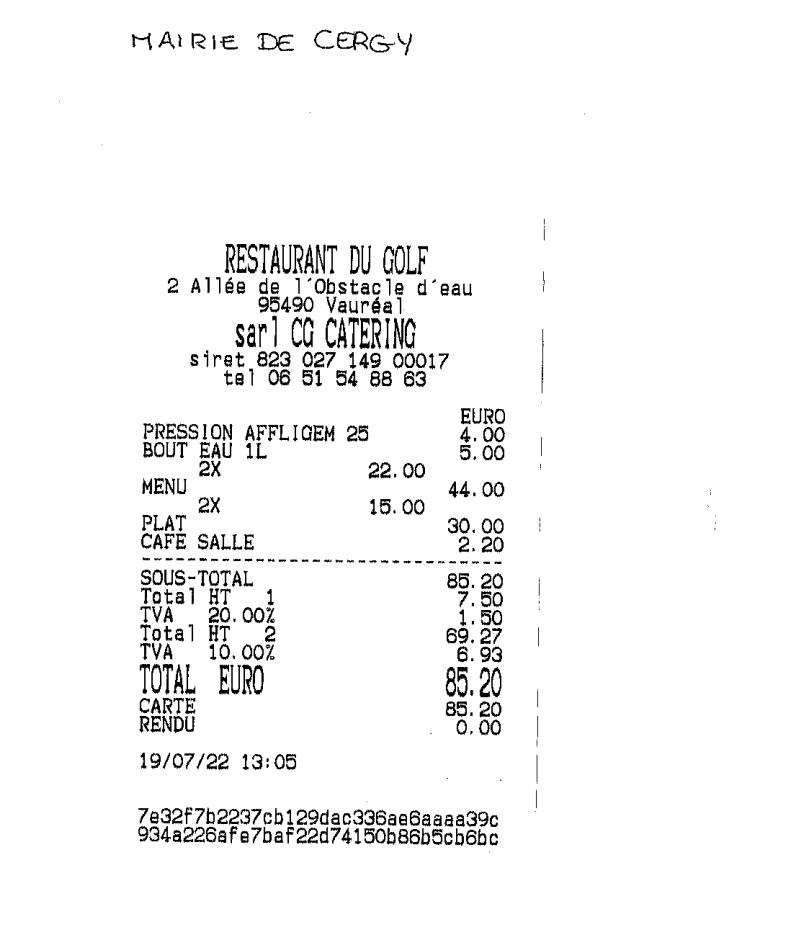 MAIRIE DE CERGY
RESTAURANT DU GOLF
2 Allée de l'Obstacle d'eau
95490 Vauréal
sarl CG CATERING
siret 823 027 149 00017
tel 06 51 54 88 63
EURO
PRESSION AFFLIGEM 25 4.00
BOUT EAU 1L 5.00
2X 22.00
MENU 44.00
2X 15.00
PLAT 30.00
CAFE SALLE 2.20
--------------------------------
SOUS-TOTAL 85.20
Total HT 1 7.50
TVA 20.00% 1.50
Total HT 2 69.27
TVA 10.00% 6.93
TOTAL EURO 85.20
CARTE 85.20
RENDU 0.00
19/07/22 13:05
7e32f7b2237cb129dac336ae6aaaa39c
934a226afe7baf22d74150b86b5cb6bc